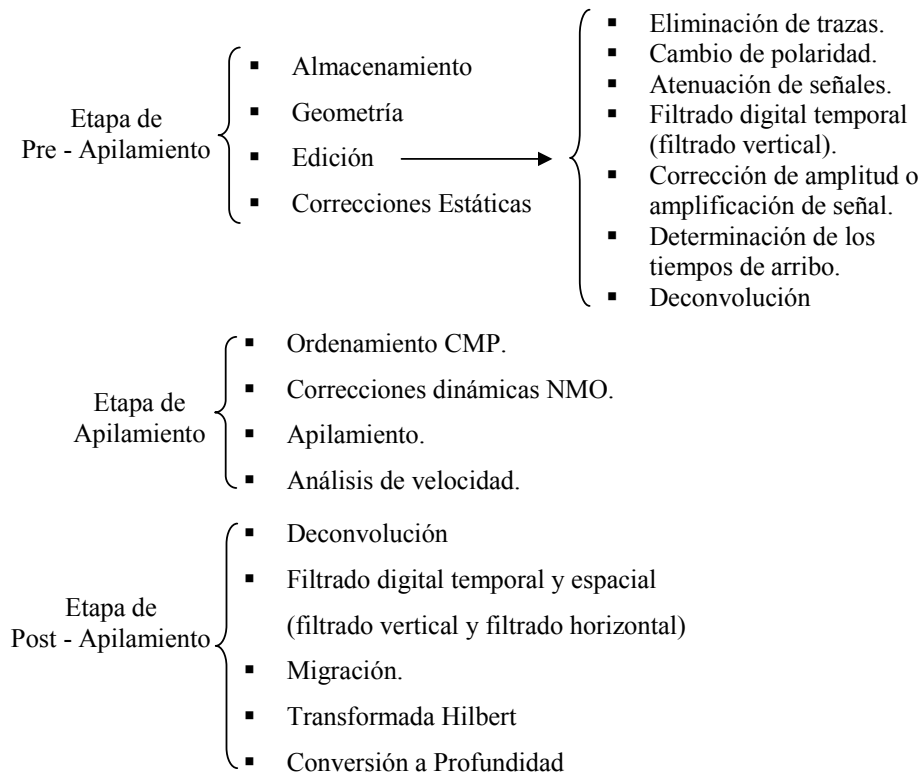 Etapa de
Pre - Apilamiento
▪ Almacenamiento
▪ Geometría
▪ Edición
▪ Correcciones Estáticas
▪ Eliminación de trazas.
▪ Cambio de polaridad.
▪ Atenuación de señales.
▪ Filtrado digital temporal
(filtrado vertical).
▪ Corrección de amplitud o
amplificación de señal.
▪ Determinación de los
tiempos de arribo.
▪ Deconvolución
Etapa de
Apilamiento
▪ Ordenamiento CMP.
▪ Correcciones dinámicas NMO.
▪ Apilamiento.
▪ Análisis de velocidad.
Etapa de
Post - Apilamiento
▪ Deconvolución
▪ Filtrado digital temporal y espacial
(filtrado vertical y filtrado horizontal)
▪ Migración.
▪ Transformada Hilbert
▪ Conversión a Profundidad